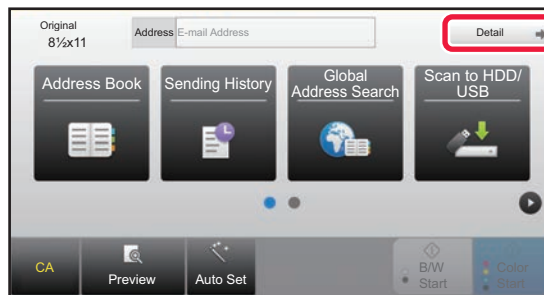 Original
8½x11
Address E-mail Address
Detail
Address Book
Sending History
Global
Address Search
Scan to HDD/
USB
CA
Preview
Auto Set
B/W
Start
Color
Start